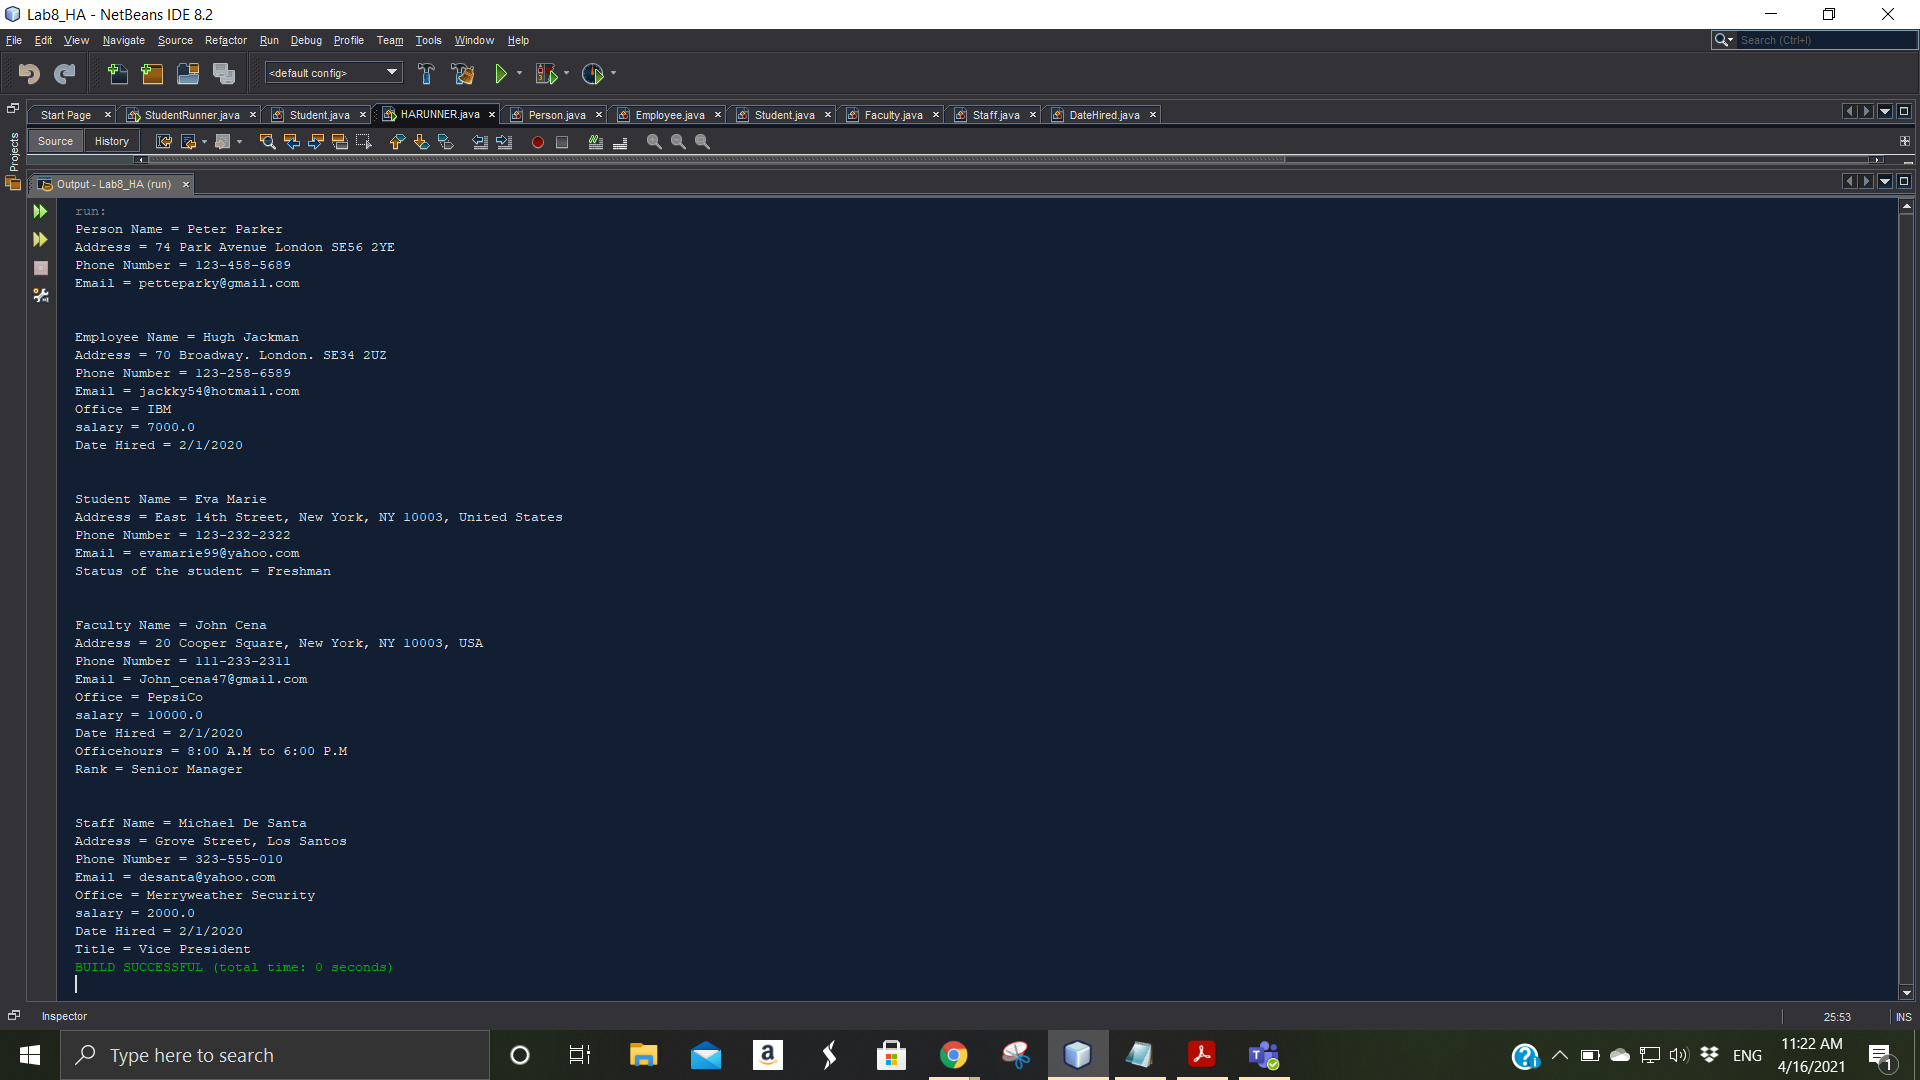 Lab8_HA - NetBeans IDE 8.2
File Edit View Navigate Source Refactor Run Debug Profile Team Tools Window Help
Search (Ctrl+I)
<default config>
Start Page StudentRunner.java Student.java HARUNNER.java Person.java Employee.java Student.java Faculty.java Staff.java DateHired.java
Projects
Source History
Output - Lab8_HA (run)
run:
Person Name = Peter Parker
Address = 74 Park Avenue London SE56 2YE
Phone Number = 123-458-5689
Email = petteparky@gmail.com
Employee Name = Hugh Jackman
Address = 70 Broadway. London. SE34 2UZ
Phone Number = 123-258-6589
Email = jackky54@hotmail.com
Office = IBM
salary = 7000.0
Date Hired = 2/1/2020
Student Name = Eva Marie
Address = East 14th Street, New York, NY 10003, United States
Phone Number = 123-232-2322
Email = evamarie99@yahoo.com
Status of the student = Freshman
Faculty Name = John Cena
Address = 20 Cooper Square, New York, NY 10003, USA
Phone Number = 111-233-2311
Email = John_cena47@gmail.com
Office = PepsiCo
salary = 10000.0
Date Hired = 2/1/2020
Officehours = 8:00 A.M to 6:00 P.M
Rank = Senior Manager
Staff Name = Michael De Santa
Address = Grove Street, Los Santos
Phone Number = 323-555-010
Email = desanta@yahoo.com
Office = Merryweather Security
salary = 2000.0
Date Hired = 2/1/2020
Title = Vice President
BUILD SUCCESSFUL (total time: 0 seconds)
Inspector
25:53 INS
Type here to search
ENG
11:22 AM
4/16/2021
1